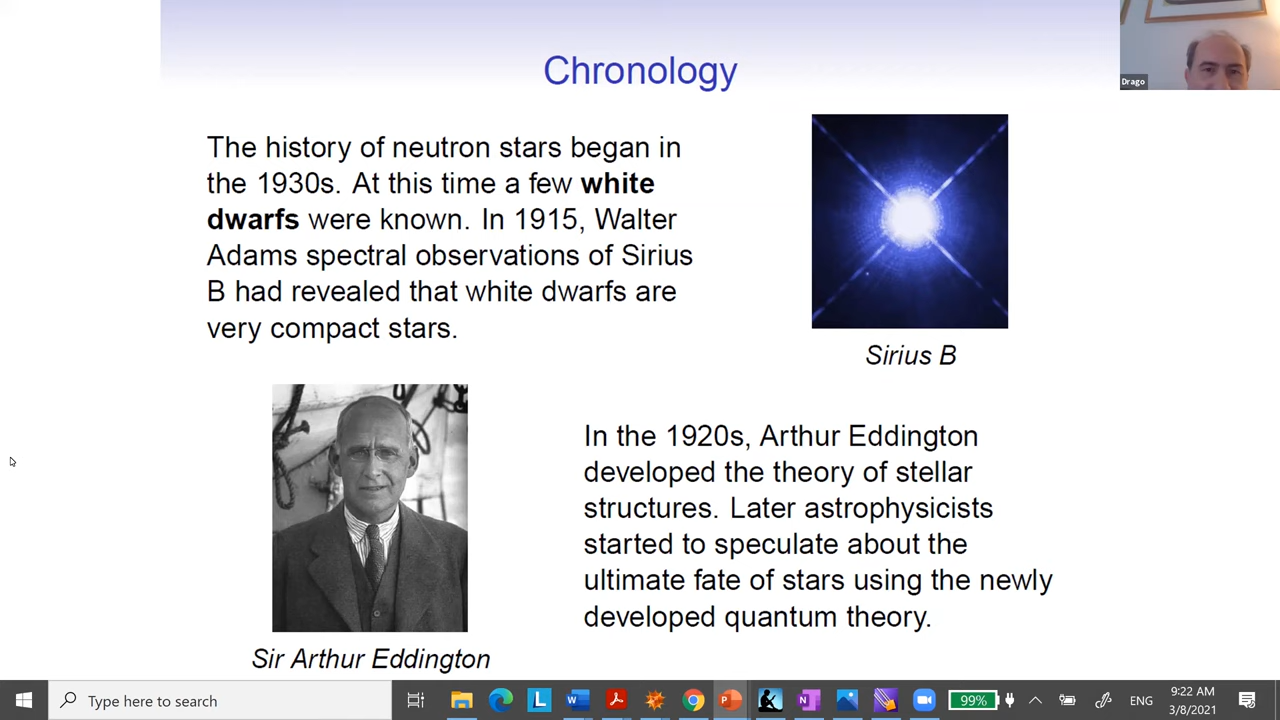 Chronology
Drago
The history of neutron stars began in
the 1930s. At this time a few white
dwarfs were known. In 1915, Walter
Adams spectral observations of Sirius
B had revealed that white dwarfs are
very compact stars.
Sirius B
In the 1920s, Arthur Eddington
developed the theory of stellar
structures. Later astrophysicists
started to speculate about the
ultimate fate of stars using the newly
developed quantum theory.
Sir Arthur Eddington
Type here to search
99%
ENG
9:22 AM
3/8/2021